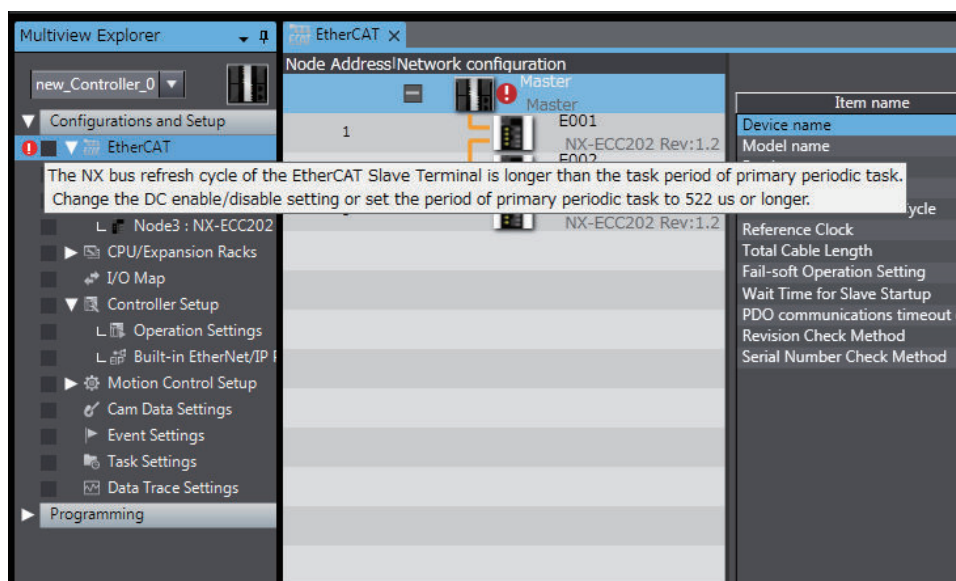 Multiview Explorer
EtherCAT
new_Controller_0
Configurations and Setup
EtherCAT
The NX bus refresh cycle of the EtherCAT Slave Terminal is longer than the task period of primary periodic task.
Change the DC enable/disable setting or set the period of primary periodic task to 522 us or longer.
Node3 : NX-ECC202
CPU/Expansion Racks
I/O Map
Controller Setup
Operation Settings
Built-in EtherNet/IP
Motion Control Setup
Cam Data Settings
Event Settings
Task Settings
Data Trace Settings
Programming
Node Address Network configuration
Master
Master
1
E001
NX-ECC202 Rev:1.2
E002
NX-ECC202 Rev:1.2
Item name
Device name
Model name
Reference Clock
Total Cable Length
Fail-soft Operation Setting
Wait Time for Slave Startup
PDO communications timeout
Revision Check Method
Serial Number Check Method